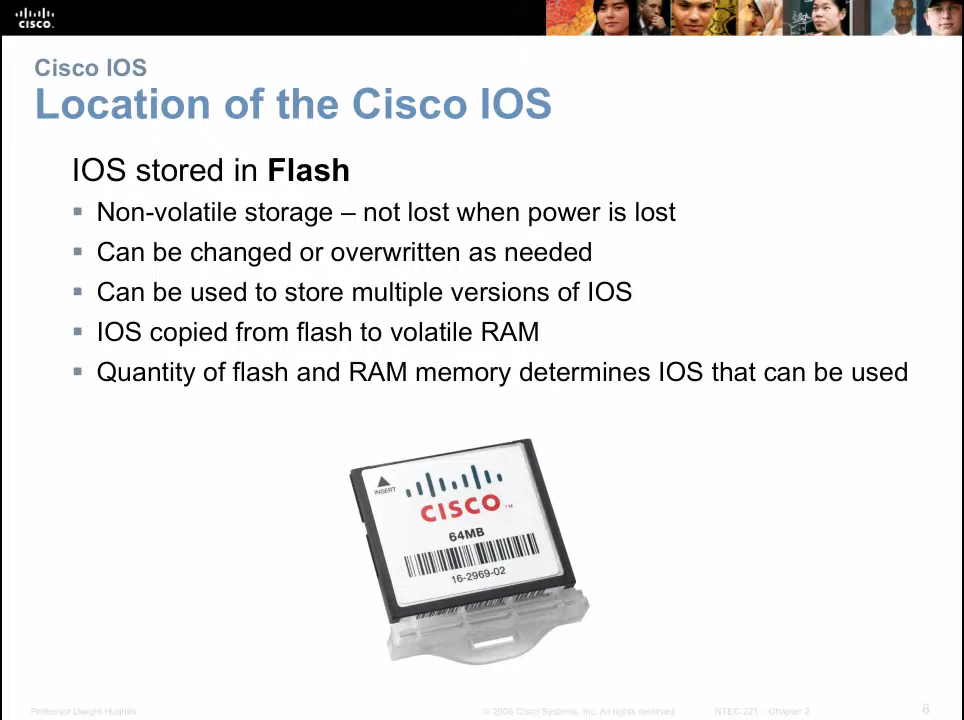 CISCO
Cisco IOS
Location of the Cisco IOS
IOS stored in Flash
Non-volatile storage – not lost when power is lost
Can be changed or overwritten as needed
Can be used to store multiple versions of IOS
IOS copied from flash to volatile RAM
Quantity of flash and RAM memory determines IOS that can be used
INSERT
CISCO™
64MB
16-2969-02
Professor Dwight Hughes © 2008 Cisco Systems, Inc. All rights reserved NTEC 221 - Chapter 2 8